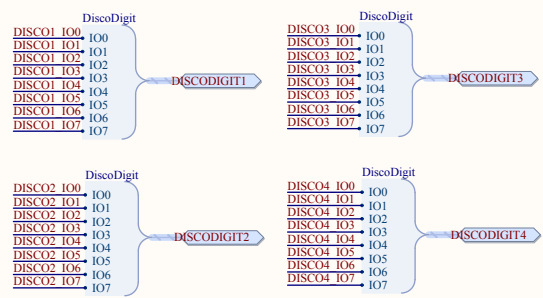 DiscoDigit
DISCO1_IO0 IO0
DISCO1_IO1 IO1
DISCO1_IO2 IO2
DISCO1_IO3 IO3
DISCO1_IO4 IO4
DISCO1_IO5 IO5
DISCO1_IO6 IO6
DISCO1_IO7 IO7
DISCODIGIT1
DiscoDigit
DISCO3_IO0 IO0
DISCO3_IO1 IO1
DISCO3_IO2 IO2
DISCO3_IO3 IO3
DISCO3_IO4 IO4
DISCO3_IO5 IO5
DISCO3_IO6 IO6
DISCO3_IO7 IO7
DISCODIGIT3
DiscoDigit
DISCO2_IO0 IO0
DISCO2_IO1 IO1
DISCO2_IO2 IO2
DISCO2_IO3 IO3
DISCO2_IO4 IO4
DISCO2_IO5 IO5
DISCO2_IO6 IO6
DISCO2_IO7 IO7
DISCODIGIT2
DiscoDigit
DISCO4_IO0 IO0
DISCO4_IO1 IO1
DISCO4_IO2 IO2
DISCO4_IO3 IO3
DISCO4_IO4 IO4
DISCO4_IO5 IO5
DISCO4_IO6 IO6
DISCO4_IO7 IO7
DISCODIGIT4